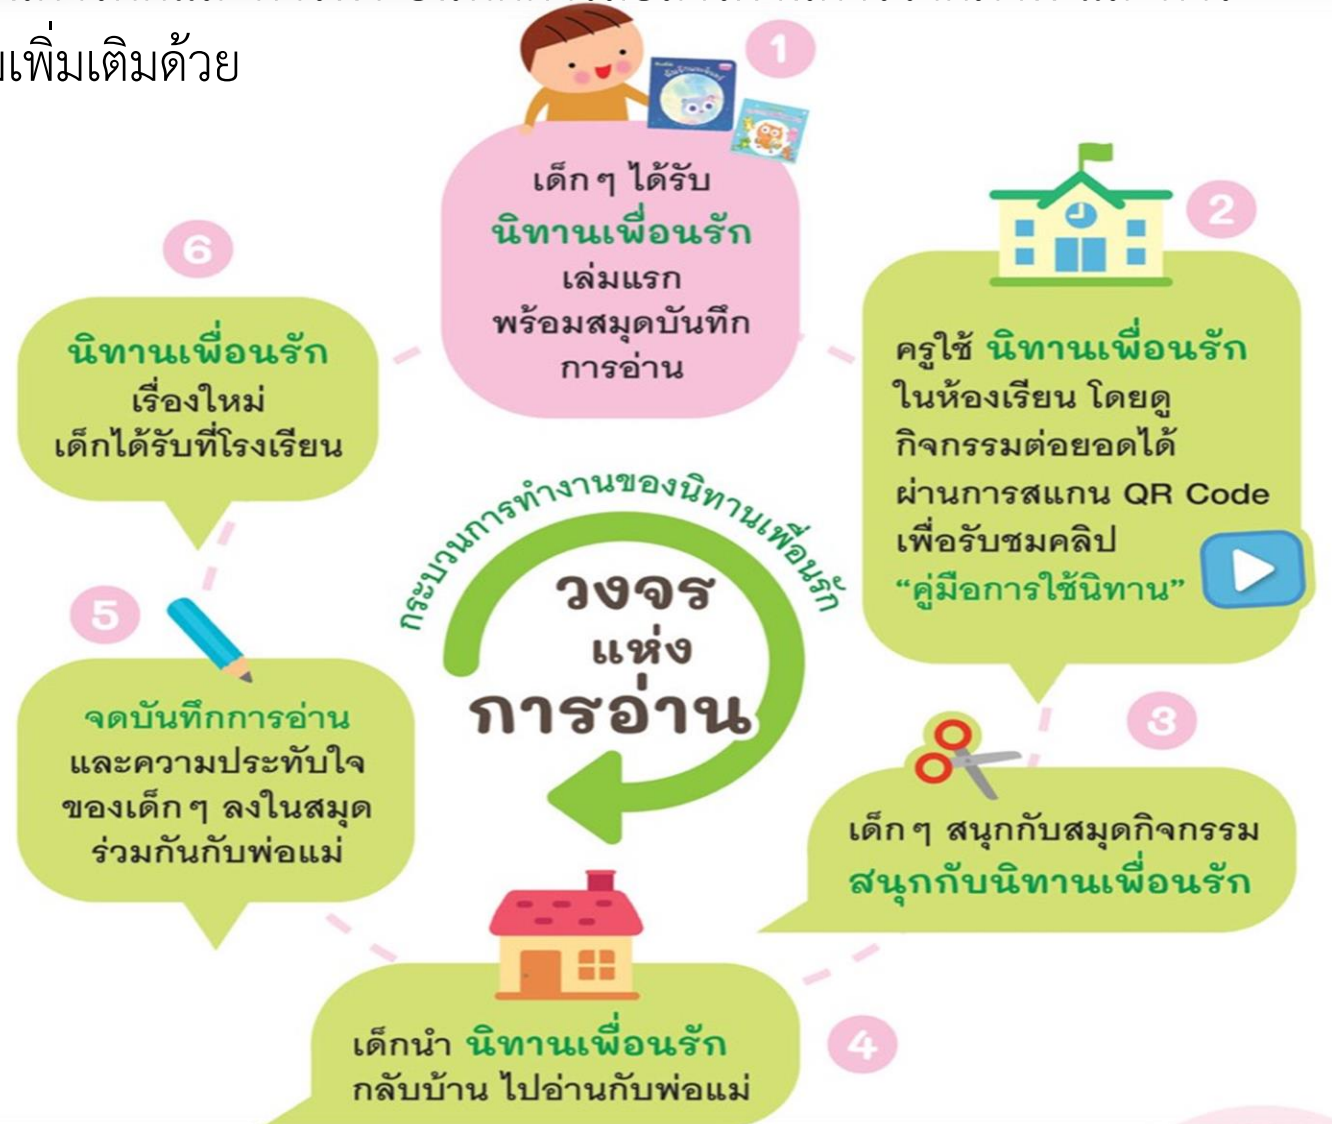 เพิ่มเติมด้วย
1
เด็กๆ ได้รับ
นิทานเพื่อนรัก
เล่มแรก
พร้อมสมุดบันทึก
การอ่าน
2
ครูใช้ นิทานเพื่อนรัก
ในห้องเรียน โดยดู
กิจกรรมต่อยอดได้
ผ่านการสแกน QR Code
เพื่อรับชมคลิป
“คู่มือการใช้นิทาน”
3
เด็กๆ สนุกกับสมุดกิจกรรม
สนุกกับนิทานเพื่อนรัก
4
เด็กนำ นิทานเพื่อนรัก
กลับบ้าน ไปอ่านกับพ่อแม่
5
จดบันทึกการอ่าน
และความประทับใจ
ของเด็กๆ ลงในสมุด
ร่วมกันกับพ่อแม่
6
นิทานเพื่อนรัก
เรื่องใหม่
เด็กได้รับที่โรงเรียน
กระบวนการทำงานของนิทานเพื่อนรัก
วงจร
แห่ง
การอ่าน